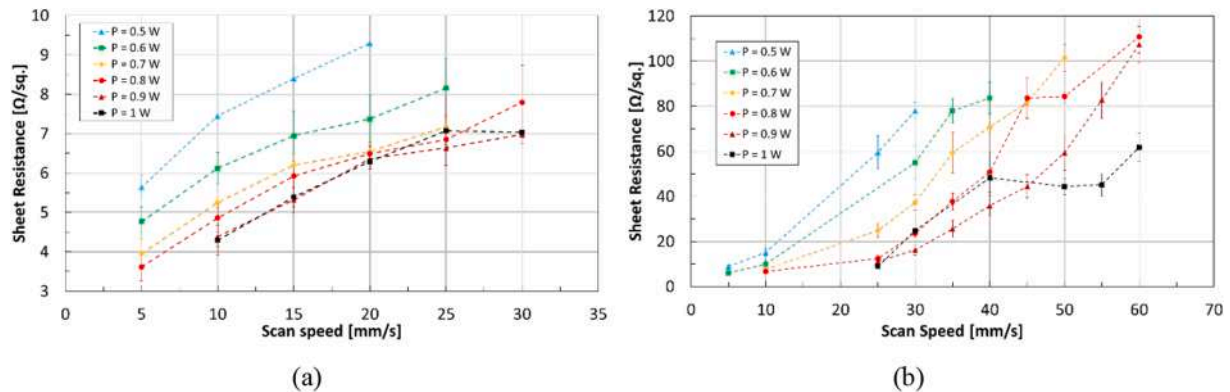 10
9
8
7
6
5
4
3
Sheet Resistance [Ω/sq.]
P = 0.5 W
P = 0.6 W
P = 0.7 W
P = 0.8 W
P = 0.9 W
P = 1 W
0 5 10 15 20 25 30 35
Scan speed [mm/s]
(a)
120
100
80
60
40
20
0
Sheet Resistance [Ω/sq.]
P = 0.5 W
P = 0.6 W
P = 0.7 W
P = 0.8 W
P = 0.9 W
P = 1 W
0 10 20 30 40 50 60 70
Scan Speed [mm/s]
(b)